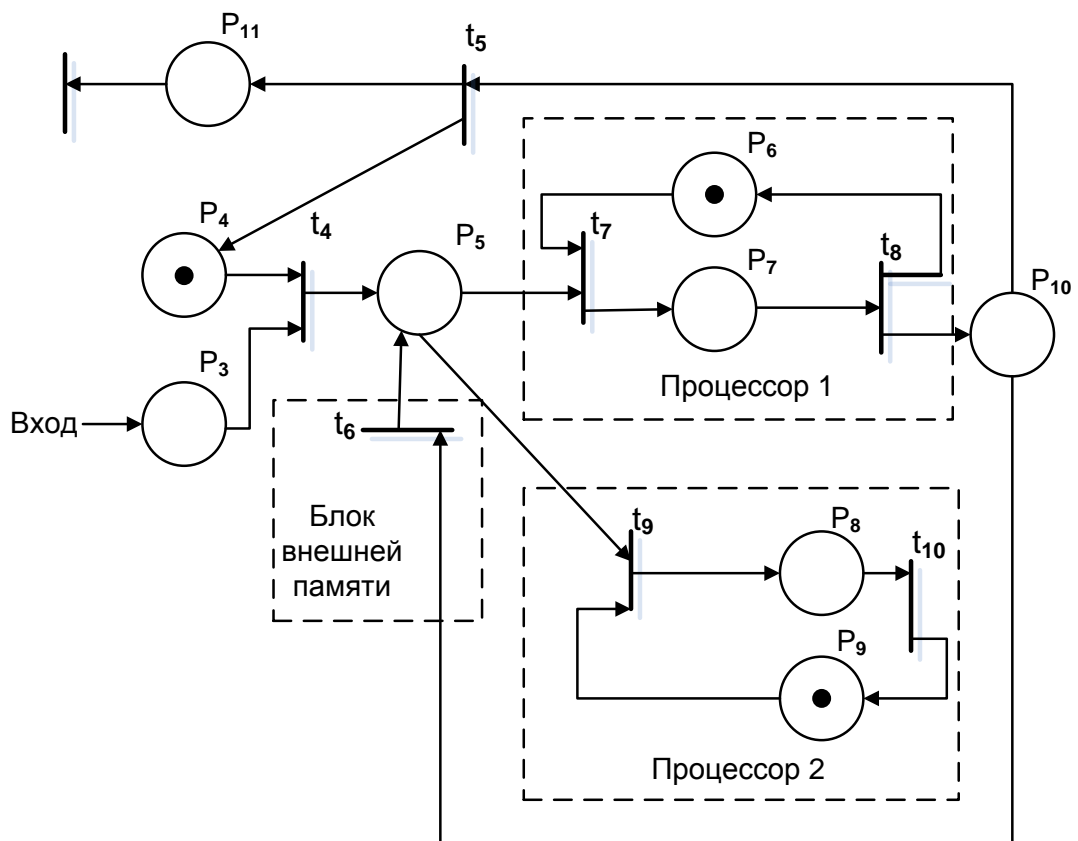 P11
t5
P6
P4
t4
P5
t7
t8
P7
P10
P3
Процессор 1
Вход
t6
Блок
внешней
памяти
t9
P8
t10
P9
Процессор 2